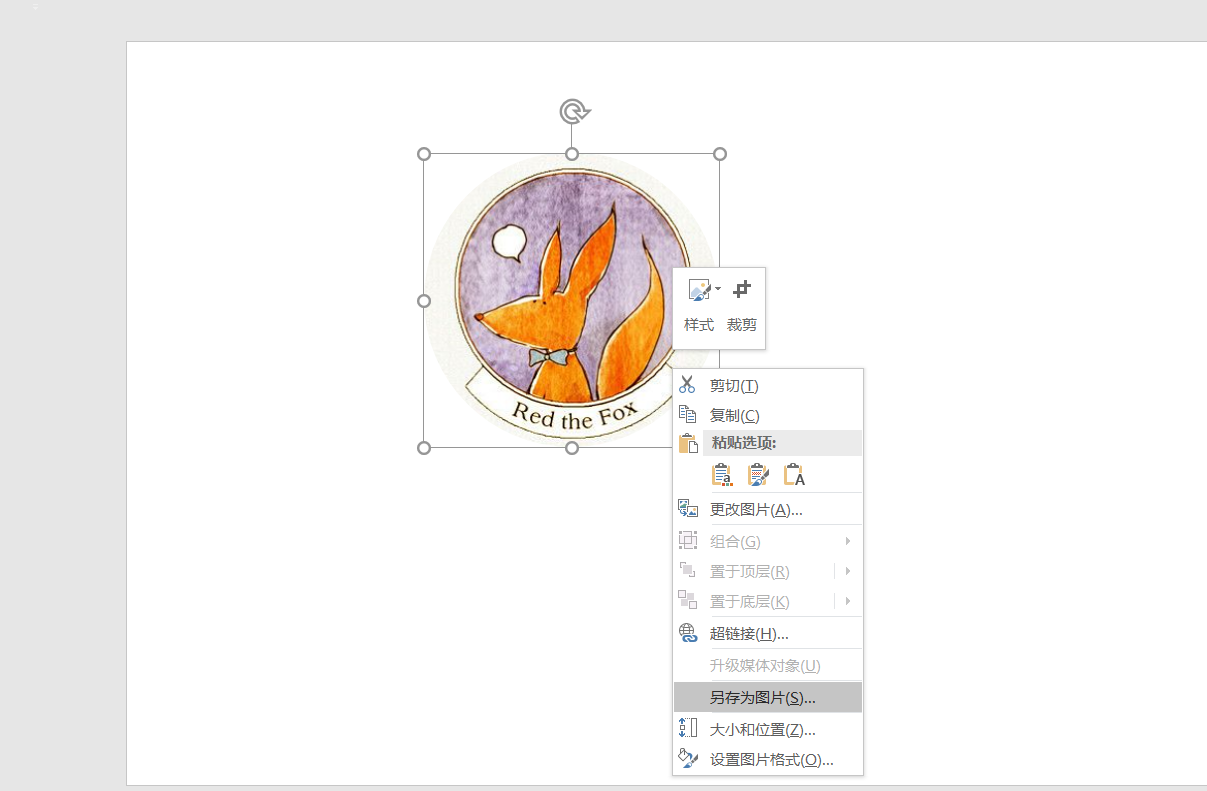 Red the Fox
样式 裁剪
剪切(T)
复制(C)
粘贴选项:
更改图片(A)...
组合(G)
置于顶层(R)
置于底层(K)
超链接(H)...
升级媒体对象(U)
另存为图片(S)...
大小和位置(Z)...
设置图片格式(O)...